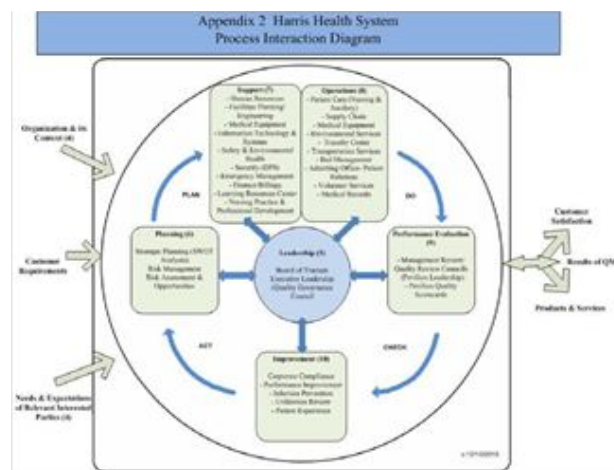 Appendix 2 Harris Health System
Process Interaction Diagram
Support (7)
- Human Resources
- Facilities Planning/
Engineering
- Medical Equipment
- Information Technology &
Systems
- Safety & Environmental
Health
- Security
- Emergency Management
- Finance/Billings
- Learning Resources Center
- Nursing Practice &
Professional Development
Operations (8)
- Patient Care (Nursing &
Ancillary)
- Supply Chain
- Medical Equipment
- Environmental Services
- Transfer Center
- Transportation Services
- Bed Management
- Admitting Office- Patient
Relations
- Volunteer Services
- Medical Records
Organization & its
Context (4)
PLAN
DO
Customer
Requirements
Planning (6)
Strategic Planning (SWOT
Analysis)
Risk Management
Risk Assessment &
Opportunities
Leadership (5)
Board of Trustees
Executive Leadership
Quality Governance
Council
Performance Evaluation
(9)
- Management Review
Quality Review Councils
(Pavilion Leadership)
- Pavilion Quality
Scorecards
Customer
Satisfaction
Results of QM
Products & Services
ACT
CHECK
Improvement (10)
Corporate Compliance
- Performance Improvement
- Infection Prevention
- Utilization Review
- Patient Experience
Needs & Expectations
of Relevant Interested
Parties (4)